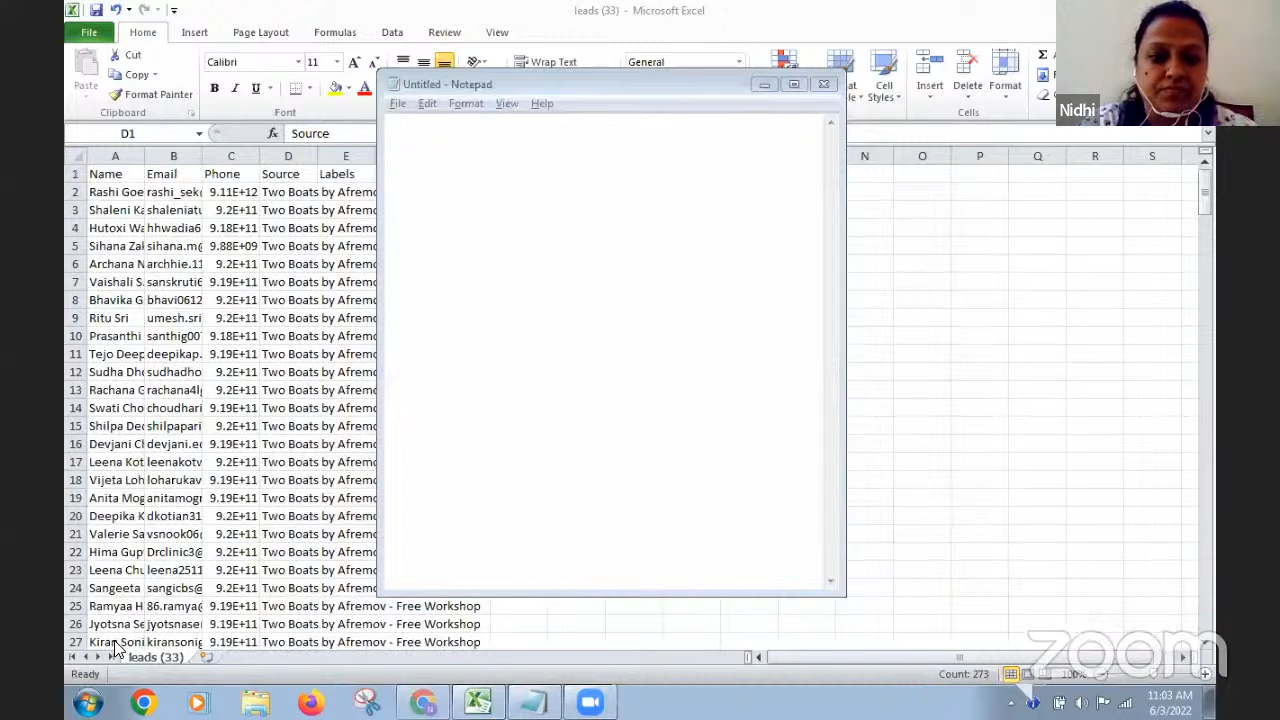 leads (33) - Microsoft Excel
File Home Insert Page Layout Formulas Data Review View
Cut
Copy
Format Painter
Paste
Clipboard
Calibri 11
B I U
Font
Wrap Text
General
Cell
Styles
Insert Delete Format
Cells
Nidhi
Untitled - Notepad
File Edit Format View Help
D1 fx Source
A B C D E N O P Q R S
1 Name Email Phone Source Labels
2 Rashi Goe rashi_sek 9.11E+12 Two Boats by Afremo
3 Shaleni Ka shaleniatu 9.2E+11 Two Boats by Afremo
4 Hutoxi Wa hhwadia6 9.18E+11 Two Boats by Afremo
5 Sihana Zak sihana.m@ 9.88E+09 Two Boats by Afremo
6 Archana N archhie.11 9.2E+11 Two Boats by Afremo
7 Vaishali S. sanskruti6 9.19E+11 Two Boats by Afremo
8 Bhavika G bhavi0612 9.2E+11 Two Boats by Afremo
9 Ritu Sri umesh.sri 9.2E+11 Two Boats by Afremo
10 Prasanthi santhig00 9.18E+11 Two Boats by Afremo
11 Tejo Deep deepikap. 9.19E+11 Two Boats by Afremo
12 Sudha Dho sudhadho 9.2E+11 Two Boats by Afremo
13 Rachana G rachana4l 9.2E+11 Two Boats by Afremo
14 Swati Cho choudhari 9.19E+11 Two Boats by Afremo
15 Shilpa Dec shilpapari 9.2E+11 Two Boats by Afremo
16 Devjani Ch devjani.ec 9.19E+11 Two Boats by Afremo
17 Leena Kot leenakotv 9.2E+11 Two Boats by Afremo
18 Vijeta Loh loharukav 9.19E+11 Two Boats by Afremo
19 Anita Mog anitamogr 9.19E+11 Two Boats by Afremo
20 Deepika K dkotian31 9.2E+11 Two Boats by Afremo
21 Valerie Sa vsnook06@ 9.2E+11 Two Boats by Afremo
22 Hima Gup Drclinic3@ 9.2E+11 Two Boats by Afremo
23 Leena Chu leena2511 9.2E+11 Two Boats by Afremo
24 Sangeeta sangicbs@ 9.2E+11 Two Boats by Afremo
25 Ramyaa H 86.ramya@ 9.19E+11 Two Boats by Afremov - Free Workshop
26 Jyotsna Se jyotsnaser 9.19E+11 Two Boats by Afremov - Free Workshop
27 Kiran Soni kiransonig 9.19E+11 Two Boats by Afremov - Free Workshop
leads (33)
Ready Count: 273 100%
zoom
11:03 AM
6/3/2022